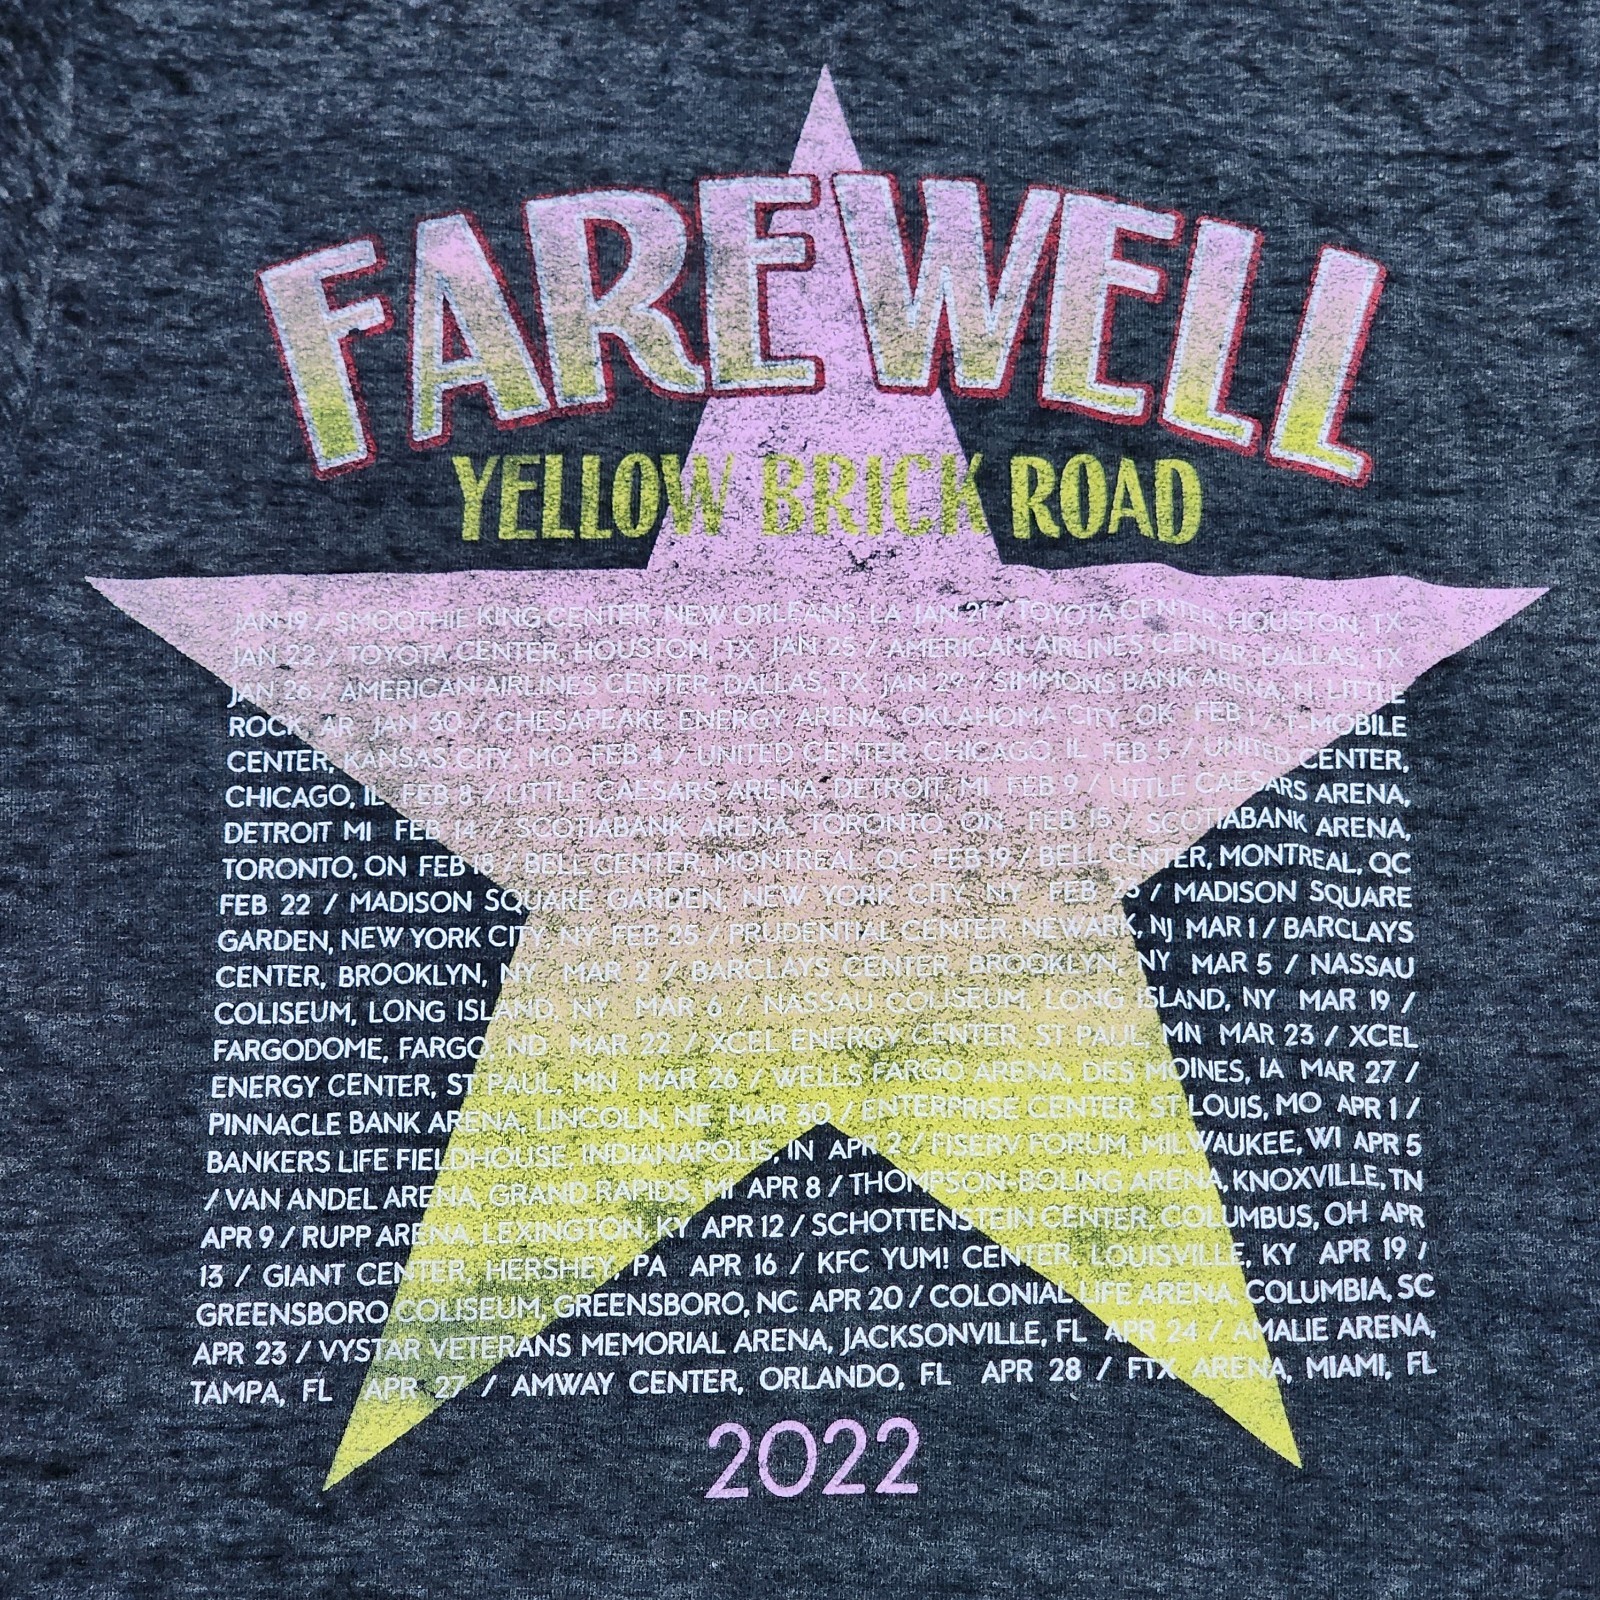 FAREWELL
YELLOW BRICK ROAD
JAN 19 / SMOOTHIE KING CENTER, NEW ORLEANS, LA JAN 21 / TOYOTA CENTER, HOUSTON, TX
JAN 22 / TOYOTA CENTER, HOUSTON, TX JAN 25 / AMERICAN AIRLINES CENTER, DALLAS, TX
JAN 26 / AMERICAN AIRLINES CENTER, DALLAS, TX JAN 29 / SIMMONS BANK ARENA, N. LITTLE
ROCK, AR JAN 30 / CHESAPEAKE ENERGY ARENA, OKLAHOMA CITY, OK FEB 1 / T-MOBILE
CENTER, KANSAS CITY, MO FEB 4 / UNITED CENTER, CHICAGO, IL FEB 5 / UNITED CENTER,
CHICAGO, IL FEB 8 / LITTLE CAESARS ARENA, DETROIT, MI FEB 9 / LITTLE CAESARS ARENA,
DETROIT MI FEB 14 / SCOTIABANK ARENA, TORONTO, ON FEB 15 / SCOTIABANK ARENA,
TORONTO, ON FEB 18 / BELL CENTER, MONTREAL, QC FEB 19 / BELL CENTER, MONTREAL, QC
FEB 22 / MADISON SQUARE GARDEN, NEW YORK CITY, NY FEB 23 / MADISON SQUARE
GARDEN, NEW YORK CITY, NY FEB 25 / PRUDENTIAL CENTER, NEWARK, NJ MAR 1 / BARCLAYS
CENTER, BROOKLYN, NY MAR 2 / BARCLAYS CENTER, BROOKLYN, NY MAR 5 / NASSAU
COLISEUM, LONG ISLAND, NY MAR 6 / NASSAU COLISEUM, LONG ISLAND, NY MAR 19 /
FARGODOME, FARGO, ND MAR 22 / XCEL ENERGY CENTER, ST PAUL, MN MAR 23 / XCEL
ENERGY CENTER, ST PAUL, MN MAR 26 / WELLS FARGO ARENA, DES MOINES, IA MAR 27 /
PINNACLE BANK ARENA, LINCOLN, NE MAR 30 / ENTERPRISE CENTER, ST LOUIS, MO APR 1 /
BANKERS LIFE FIELDHOUSE, INDIANAPOLIS, IN APR 2 / FISERV FORUM, MILWAUKEE, WI APR 5
/ VAN ANDEL ARENA, GRAND RAPIDS, MI APR 8 / THOMPSON-BOLING ARENA, KNOXVILLE, TN
APR 9 / RUPP ARENA, LEXINGTON, KY APR 12 / SCHOTTENSTEIN CENTER, COLUMBUS, OH APR
13 / GIANT CENTER, HERSHEY, PA APR 16 / KFC YUM! CENTER, LOUISVILLE, KY APR 19 /
GREENSBORO COLISEUM, GREENSBORO, NC APR 20 / COLONIAL LIFE ARENA, COLUMBIA, SC
APR 23 / VYSTAR VETERANS MEMORIAL ARENA, JACKSONVILLE, FL APR 24 / AMALIE ARENA,
TAMPA, FL APR 27 / AMWAY CENTER, ORLANDO, FL APR 28 / FTX ARENA, MIAMI, FL
2022